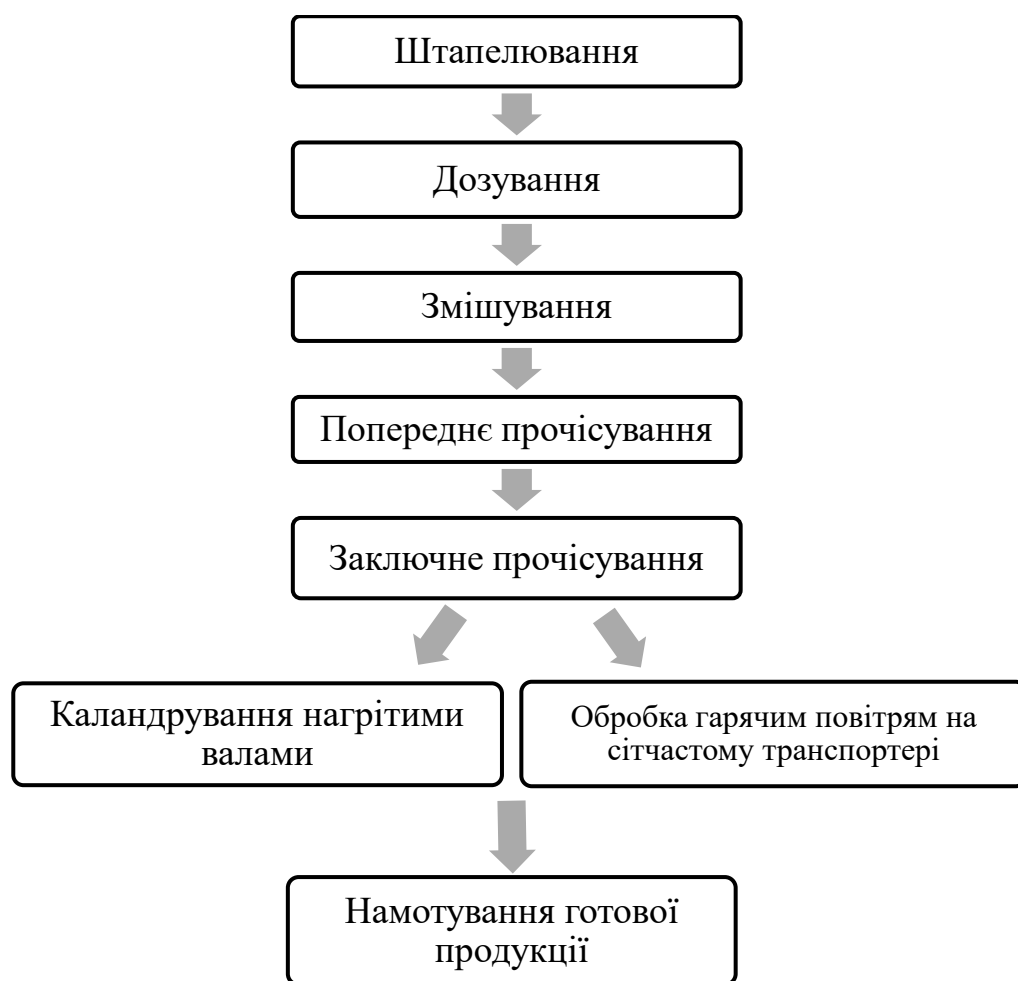 Штапелювання
Дозування
Змішування
Попереднє прочісування
Заключне прочісування
Каландрування нагрітими
валами
Обробка гарячим повітрям на
сітчастому транспортері
Намотування готової
продукції